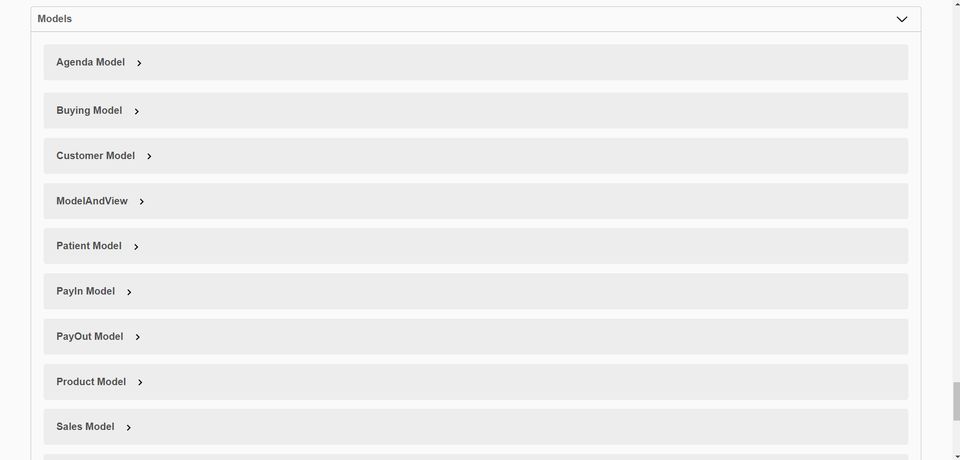 Models
Agenda Model
Buying Model
Customer Model
ModelAndView
Patient Model
PayIn Model
PayOut Model
Product Model
Sales Model